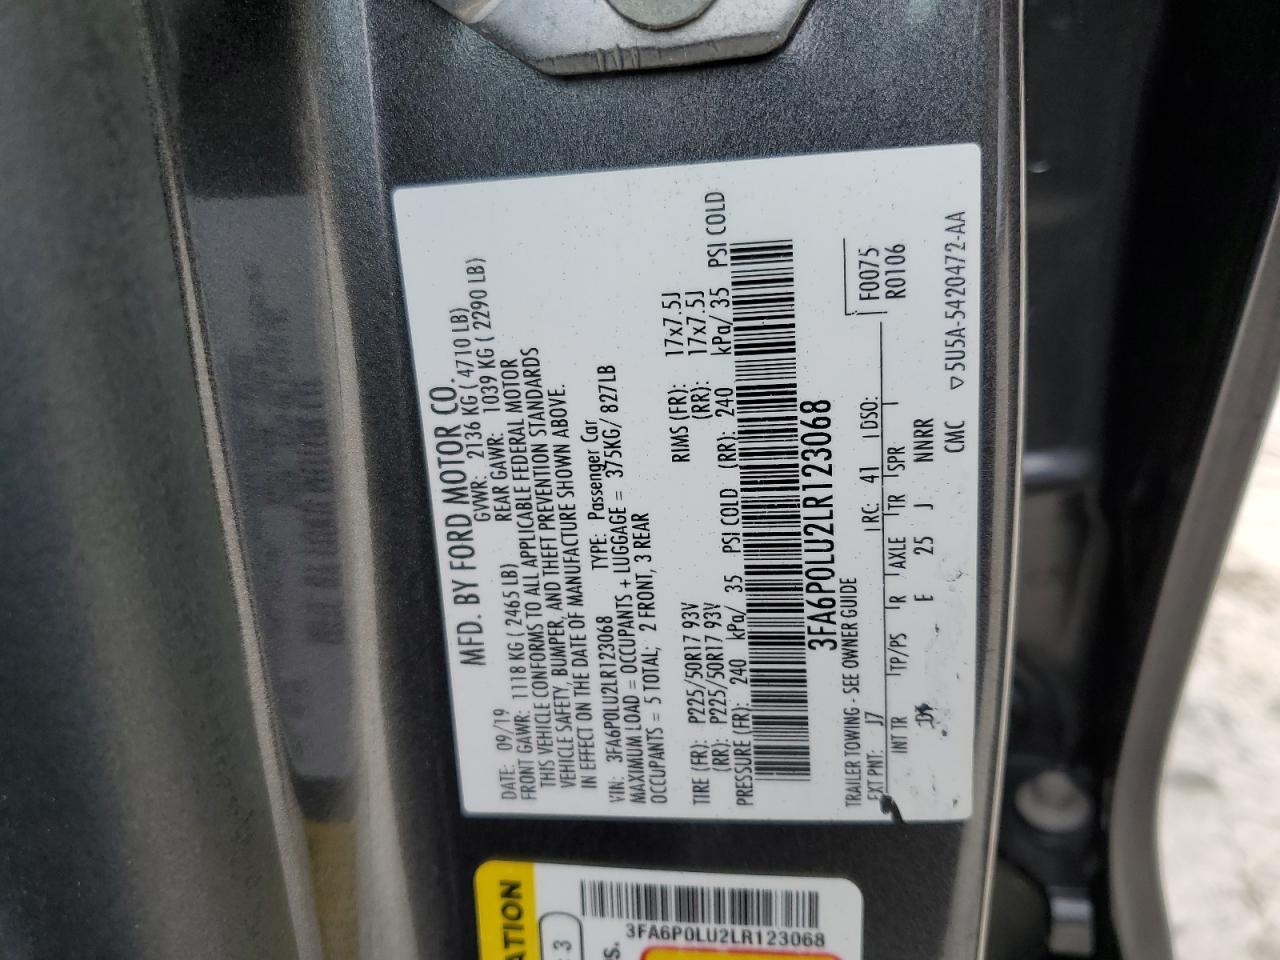 MFD. BY FORD MOTOR CO.
DATE: 09/19 GVWR: 2136 KG ( 4710 LB)
FRONT GAWR: 1118 KG ( 2465 LB) REAR GAWR: 1039 KG ( 2290 LB)
THIS VEHICLE CONFORMS TO ALL APPLICABLE FEDERAL MOTOR
VEHICLE SAFETY, BUMPER, AND THEFT PREVENTION STANDARDS
IN EFFECT ON THE DATE OF MANUFACTURE SHOWN ABOVE.
VIN: 3FA6P0LU2LR123068 TYPE: Passenger Car
MAXIMUM LOAD = OCCUPANTS + LUGGAGE = 375KG/ 827LB
OCCUPANTS = 5 TOTAL; 2 FRONT, 3 REAR
TIRE (FR): P225/50R17 93V RIMS (FR): 17x7.5J
(RR): P225/50R17 93V (RR): 17x7.5J
PRESSURE (FR): 240 kPa/ 35 PSI COLD (RR): 240 kPa/ 35 PSI COLD
3FA6P0LU2LR123068
TRAILER TOWING - SEE OWNER GUIDE
F0075
R0106
EXT PNT: J7 RC: 41 DSO:
INT TR TP/PS R AXLE TR SPR
E 25 J NNRR
CMC 5U5A-5420472-AA
3FA6P0LU2LR123068